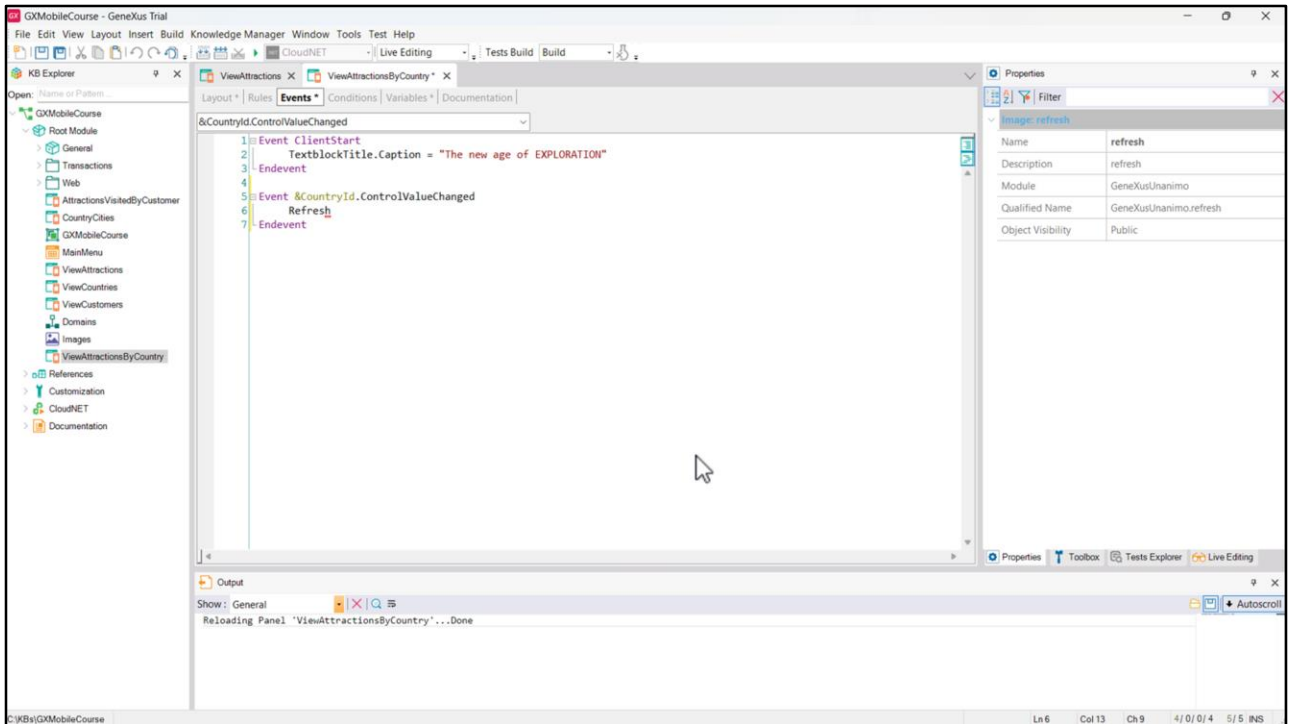 GX GXMobileCourse - GeneXus Trial
File Edit View Layout Insert Build Knowledge Manager Window Tools Test Help
CloudNET Live Editing Tests Build Build
KB Explorer
Open: Name or Pattern...
GXMobileCourse
Root Module
General
Transactions
Web
AttractionsVisitedByCustomer
CountryCities
GXMobileCourse
MainMenu
ViewAttractions
ViewCountries
ViewCustomers
Domains
Images
ViewAttractionsByCountry
References
Customization
CloudNET
Documentation
ViewAttractions X ViewAttractionsByCountry * X
Layout * | Rules | Events * | Conditions | Variables * | Documentation |
&CountryId.ControlValueChanged
1 Event ClientStart
2 TextblockTitle.Caption = "The new age of EXPLORATION"
3 Endevent
4
5 Event &CountryId.ControlValueChanged
6 Refresh
7 Endevent
Properties
Filter
Image: refresh
Name refresh
Description refresh
Module GeneXusUnanimo
Qualified Name GeneXusUnanimo.refresh
Object Visibility Public
Properties Toolbox Tests Explorer Live Editing
Output
Show: General
Autoscroll
Reloading Panel 'ViewAttractionsByCountry'...Done
C:\KBs\GXMobileCourse Ln 6 Col 13 Ch 9 4/0/0/4 5/5 INS